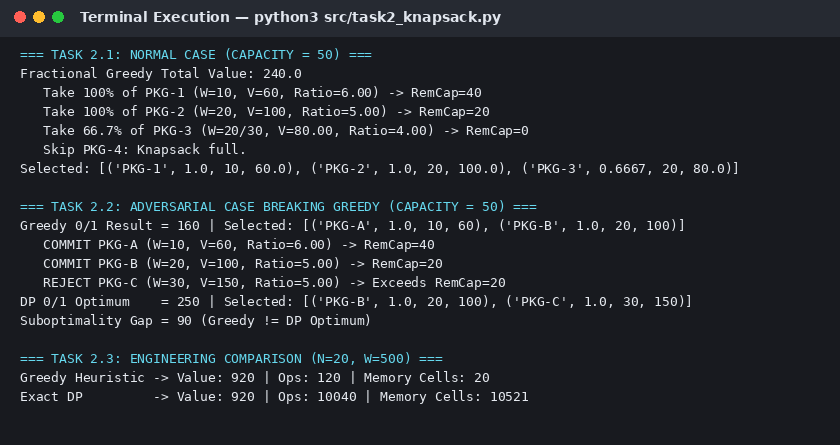 Terminal Execution — python3 src/task2_knapsack.py
=== TASK 2.1: NORMAL CASE (CAPACITY = 50) ===
Fractional Greedy Total Value: 240.0
   Take 100% of PKG-1 (W=10, V=60, Ratio=6.00) -> RemCap=40
   Take 100% of PKG-2 (W=20, V=100, Ratio=5.00) -> RemCap=20
   Take 66.7% of PKG-3 (W=20/30, V=80.00, Ratio=4.00) -> RemCap=0
   Skip PKG-4: Knapsack full.
Selected: [('PKG-1', 1.0, 10, 60.0), ('PKG-2', 1.0, 20, 100.0), ('PKG-3', 0.6667, 20, 80.0)]
=== TASK 2.2: ADVERSARIAL CASE BREAKING GREEDY (CAPACITY = 50) ===
Greedy 0/1 Result = 160 | Selected: [('PKG-A', 1.0, 10, 60), ('PKG-B', 1.0, 20, 100)]
   COMMIT PKG-A (W=10, V=60, Ratio=6.00) -> RemCap=40
   COMMIT PKG-B (W=20, V=100, Ratio=5.00) -> RemCap=20
   REJECT PKG-C (W=30, V=150, Ratio=5.00) -> Exceeds RemCap=20
DP 0/1 Optimum    = 250 | Selected: [('PKG-B', 1.0, 20, 100), ('PKG-C', 1.0, 30, 150)]
Suboptimality Gap = 90 (Greedy != DP Optimum)
=== TASK 2.3: ENGINEERING COMPARISON (N=20, W=500) ===
Greedy Heuristic -> Value: 920 | Ops: 120 | Memory Cells: 20
Exact DP         -> Value: 920 | Ops: 10040 | Memory Cells: 10521